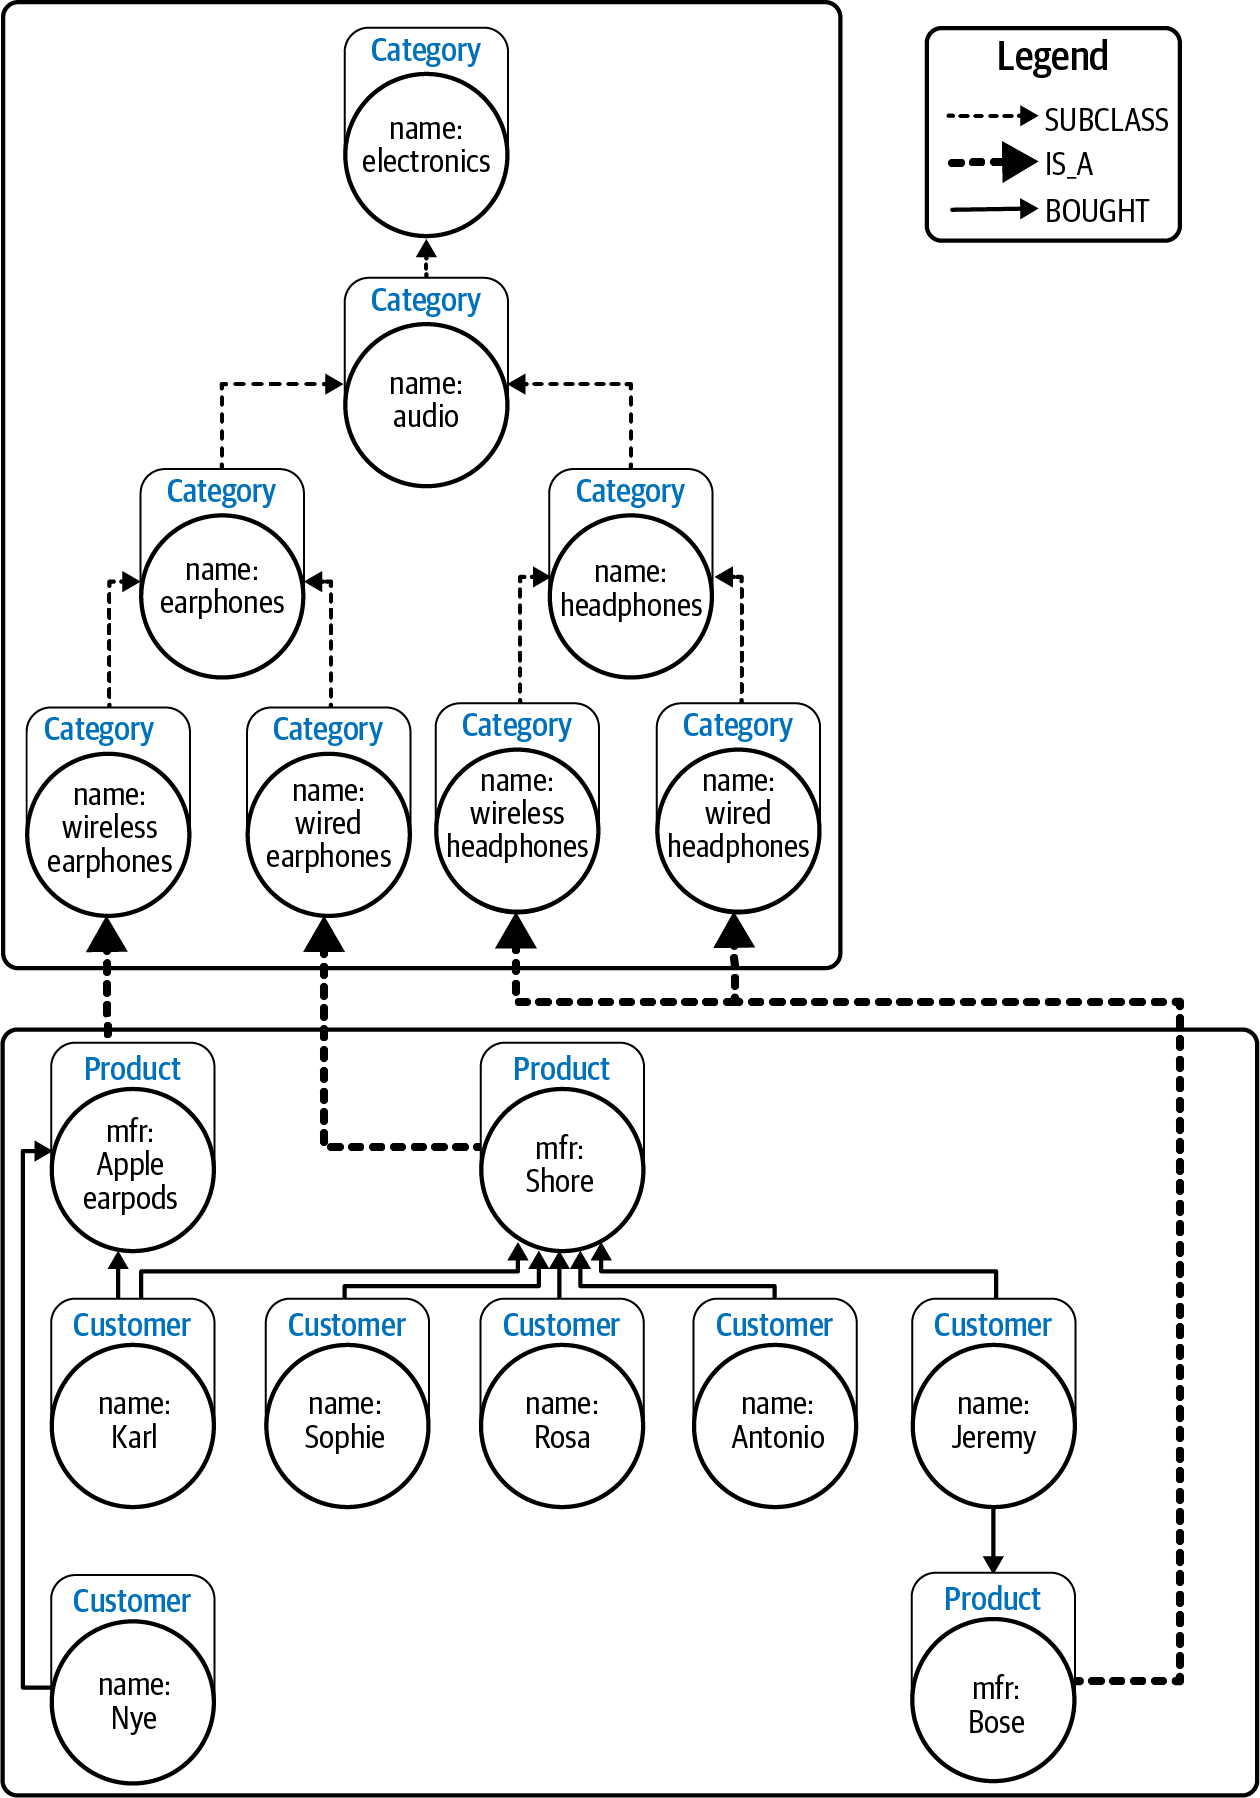 Category
name:
electronics
Legend
SUBCLASS
IS_A
BOUGHT
Category
name:
audio
Category
name:
earphones
Category
name:
headphones
Category
name:
wireless
earphones
Category
name:
wired
earphones
Category
name:
wireless
headphones
Category
name:
wired
headphones
Product
mfr:
Apple
earpods
Product
mfr:
Shore
Customer
name:
Karl
Customer
name:
Sophie
Customer
name:
Rosa
Customer
name:
Antonio
Customer
name:
Jeremy
Customer
name:
Nye
Product
mfr:
Bose